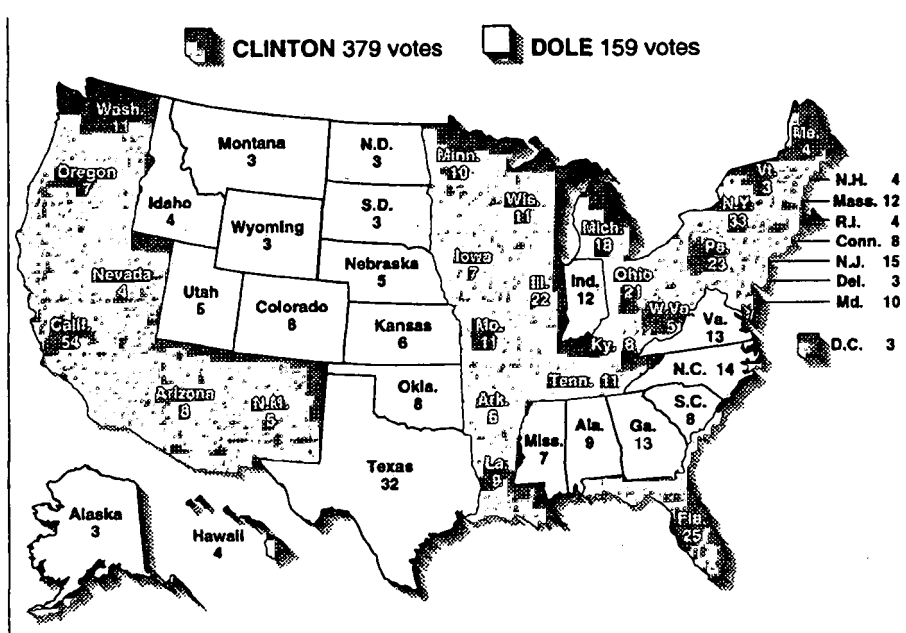 CLINTON 379 votes
DOLE 159 votes
Wash.
11
Oregon
7
Calif.
54
Nevada
4
Idaho
4
Montana
3
Wyoming
3
Utah
5
Colorado
8
Arizona
8
N.M.
5
N.D.
3
S.D.
3
Nebraska
5
Kansas
6
Okla.
8
Texas
32
Minn.
10
Iowa
7
Mo.
11
Ark.
6
La.
9
Wis.
11
Ill.
22
Mich.
18
Ind.
12
Ohio
21
Ky. 8
Tenn. 11
Miss.
7
Ala.
9
Ga.
13
Fla.
25
S.C.
8
N.C. 14
Va.
13
W.Va.
5
Pa.
23
N.Y.
33
Vt.
3
Me.
4
N.H. 4
Mass. 12
R.I. 4
Conn. 8
N.J. 15
Del. 3
Md. 10
D.C. 3
Alaska
3
Hawaii
4